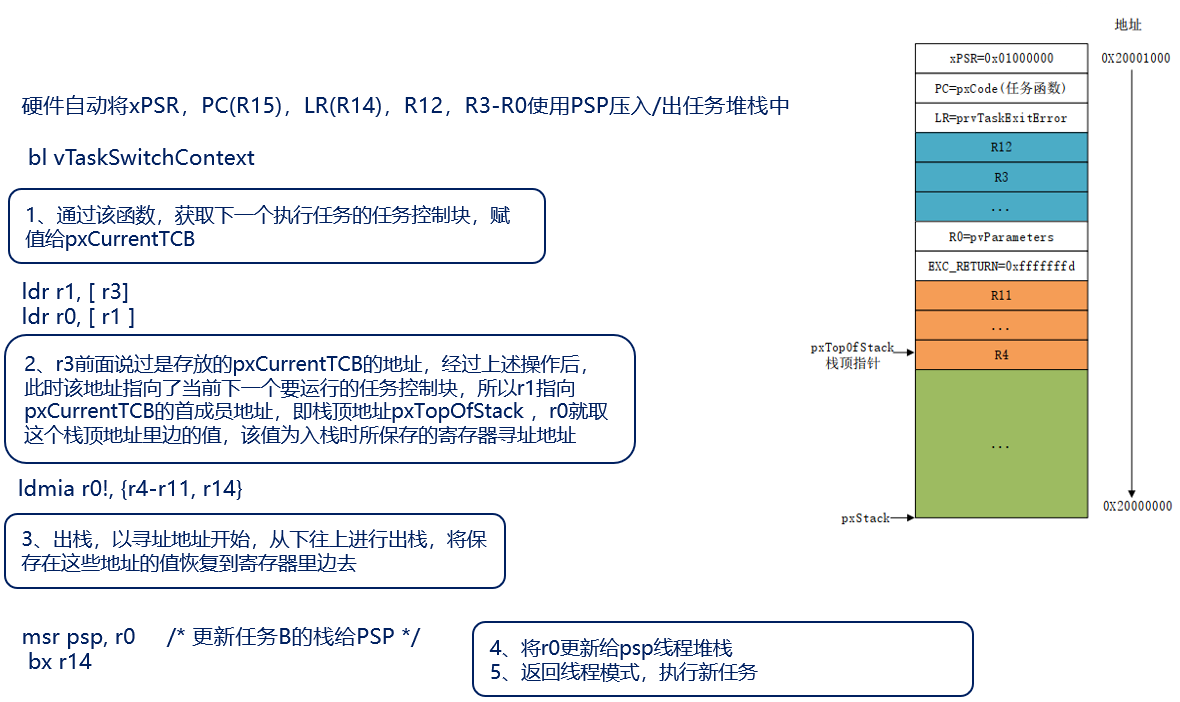 硬件自动将xPSR，PC(R15)，LR(R14)，R12，R3-R0使用PSP压入/出任务堆栈中
bl vTaskSwitchContext
1、通过该函数，获取下一个执行任务的任务控制块，赋
值给pxCurrentTCB
ldr r1, [ r3]
ldr r0, [ r1 ]
2、r3前面说过是存放的pxCurrentTCB的地址，经过上述操作后，
此时该地址指向了当前下一个要运行的任务控制块，所以r1指向
pxCurrentTCB的首成员地址，即栈顶地址pxTopOfStack ，r0就取
这个栈顶地址里边的值，该值为入栈时所保存的寄存器寻址地址
ldmia r0!, {r4-r11, r14}
3、出栈，以寻址地址开始，从下往上进行出栈，将保
存在这些地址的值恢复到寄存器里边去
msr psp, r0 /* 更新任务B的栈给PSP */
bx r14
4、将r0更新给psp线程堆栈
5、返回线程模式，执行新任务
地址
xPSR=0x01000000
0X20001000
PC=pxCode(任务函数)
LR=prvTaskExitError
R12
R3
...
R0=pvParameters
EXC_RETURN=0xfffffffd
R11
...
pxTopOfStack
栈顶指针
R4
...
pxStack
0X20000000